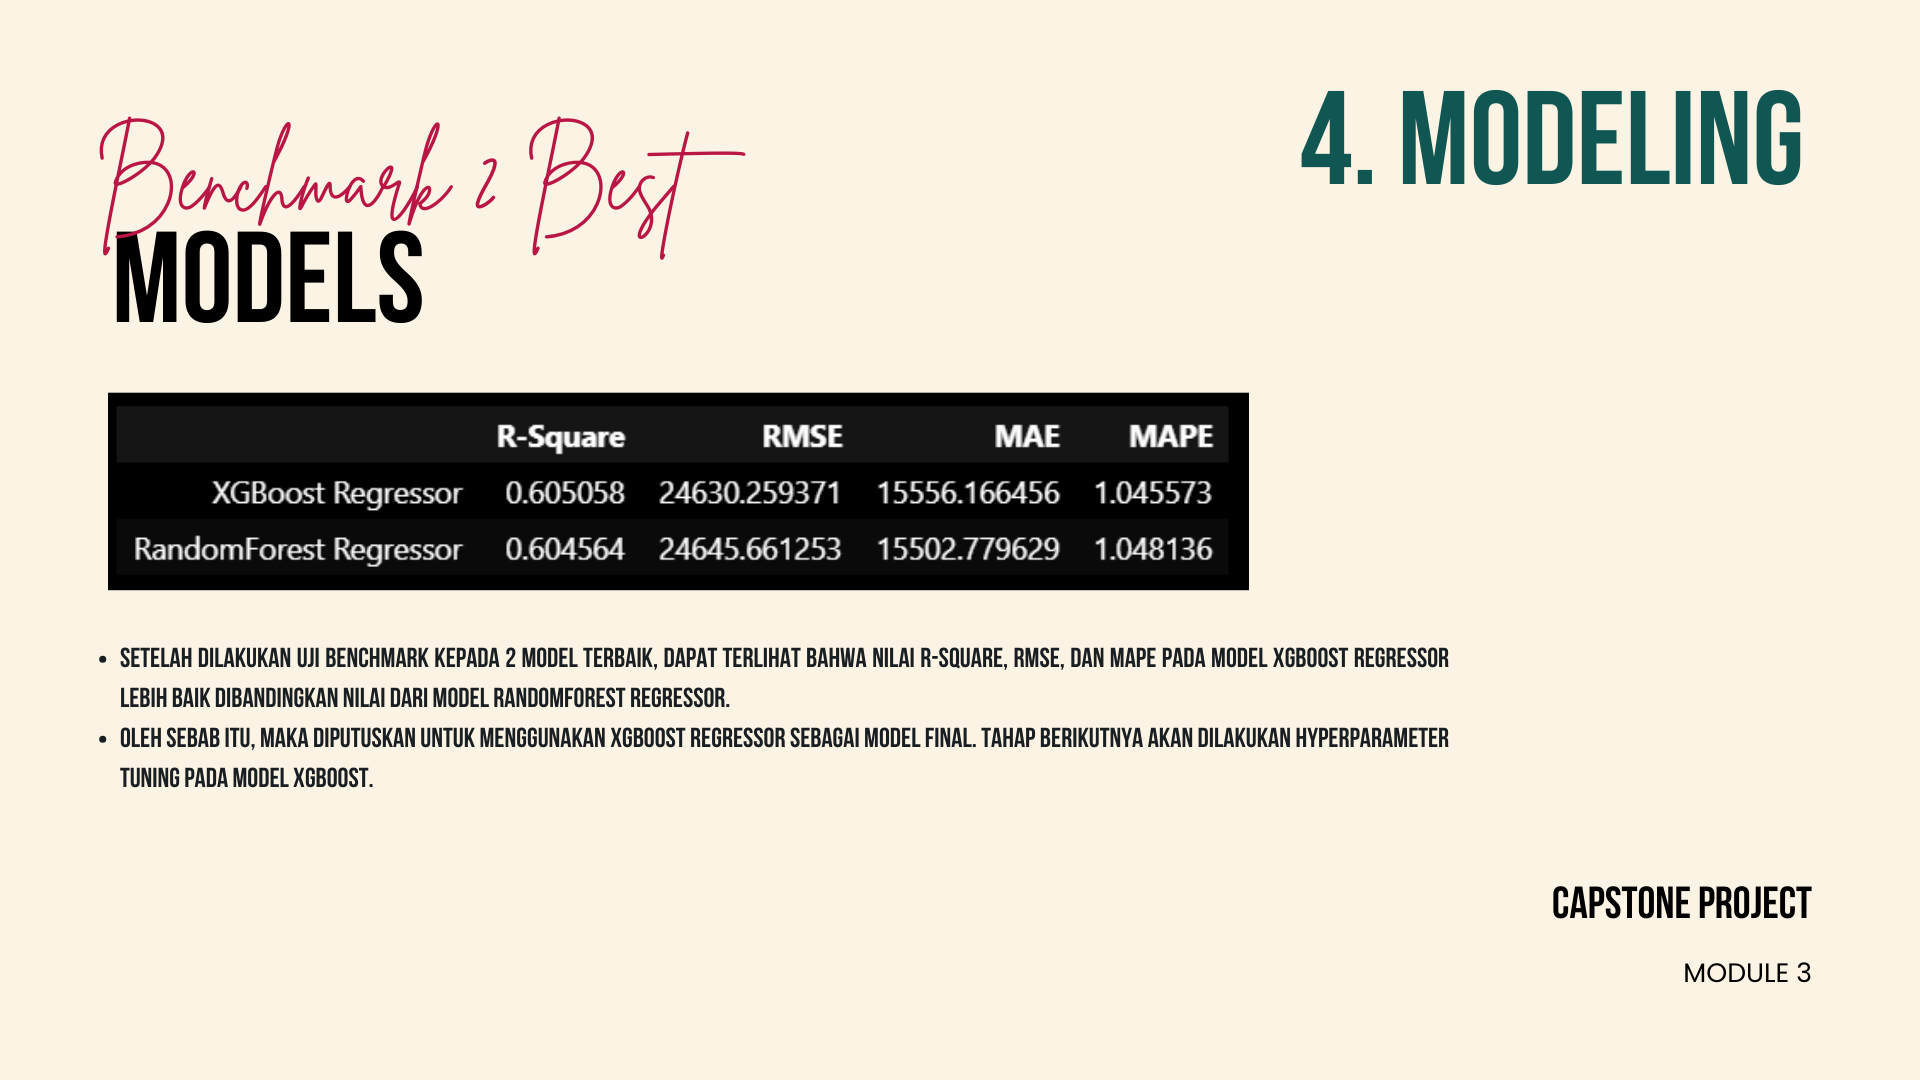 Benchmark 2 Best
MODELS
4. MODELING
R-Square RMSE MAE MAPE
XGBoost Regressor 0.605058 24630.259371 15556.166456 1.045573
RandomForest Regressor 0.604564 24645.661253 15502.779629 1.048136
• SETELAH DILAKUKAN UJI BENCHMARK KEPADA 2 MODEL TERBAIK, DAPAT TERLIHAT BAHWA NILAI R-SQUARE, RMSE, DAN MAPE PADA MODEL XGBOOST REGRESSOR
LEBIH BAIK DIBANDINGKAN NILAI DARI MODEL RANDOMFOREST REGRESSOR.
• OLEH SEBAB ITU, MAKA DIPUTUSKAN UNTUK MENGGUNAKAN XGBOOST REGRESSOR SEBAGAI MODEL FINAL. TAHAP BERIKUTNYA AKAN DILAKUKAN HYPERPARAMETER
TUNING PADA MODEL XGBOOST.
CAPSTONE PROJECT
MODULE 3